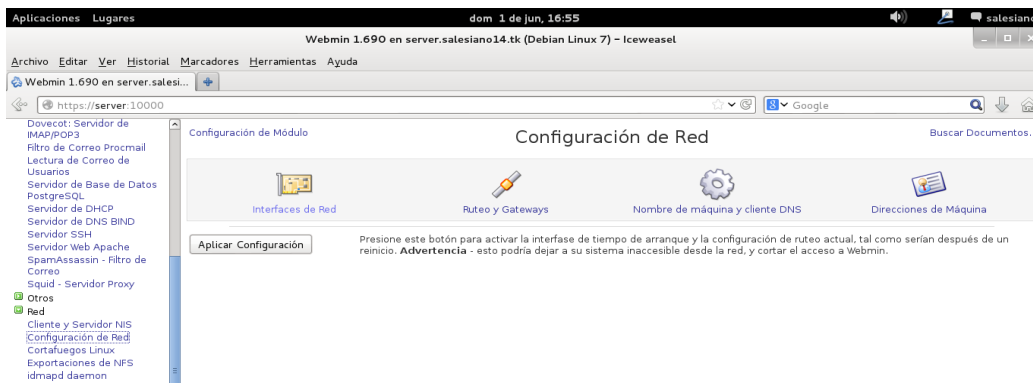 Aplicaciones Lugares dom 1 de jun, 16:55 salesiano
Webmin 1.690 en server.salesiano14.tk (Debian Linux 7) - Iceweasel
Archivo Editar Ver Historial Marcadores Herramientas Ayuda
Webmin 1.690 en server.salesi...
https://server:10000 Google
Dovecot: Servidor de
IMAP/POP3
Filtro de Correo Procmail
Lectura de Correo de
Usuarios
Servidor de Base de Datos
PostgreSQL
Servidor de DHCP
Servidor de DNS BIND
Servidor SSH
Servidor Web Apache
SpamAssassin - Filtro de
Correo
Squid - Servidor Proxy
Otros
Red
Cliente y Servidor NIS
Configuración de Red
Cortafuegos Linux
Exportaciones de NFS
idmapd daemon
Configuración de Módulo
Configuración de Red
Buscar Documentos.
Interfaces de Red
Ruteo y Gateways
Nombre de máquina y cliente DNS
Direcciones de Máquina
Aplicar Configuración
Presione este botón para activar la interfase de tiempo de arranque y la configuración de ruteo actual, tal como serían después de un
reinicio. Advertencia - esto podría dejar a su sistema inaccesible desde la red, y cortar el acceso a Webmin.